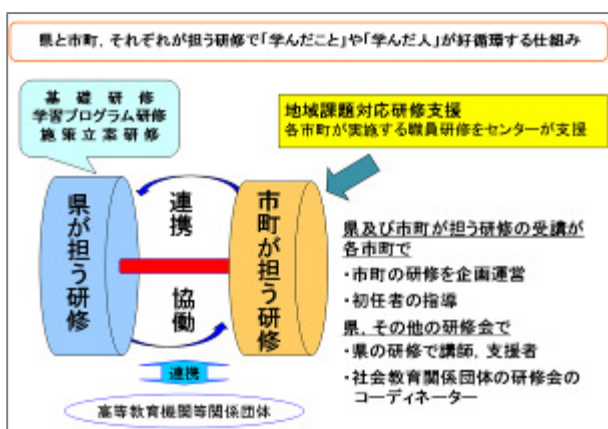 県と市町，それぞれが担う研修で「学んだこと」や「学んだ人」が好循環する仕組み
基礎研修
学習プログラム研修
施策立案研修
地域課題対応研修支援
各市町が実施する職員研修をセンターが支援
県が担う研修
連携
協働
市町が担う研修
県及び市町が担う研修の受講が
各市町で
・市町の研修を企画運営
・初任者の指導
県，その他の研修会で
・県の研修で講師，支援者
・社会教育関係団体の研修会の
コーディネーター
連携
高等教育機関等関係団体